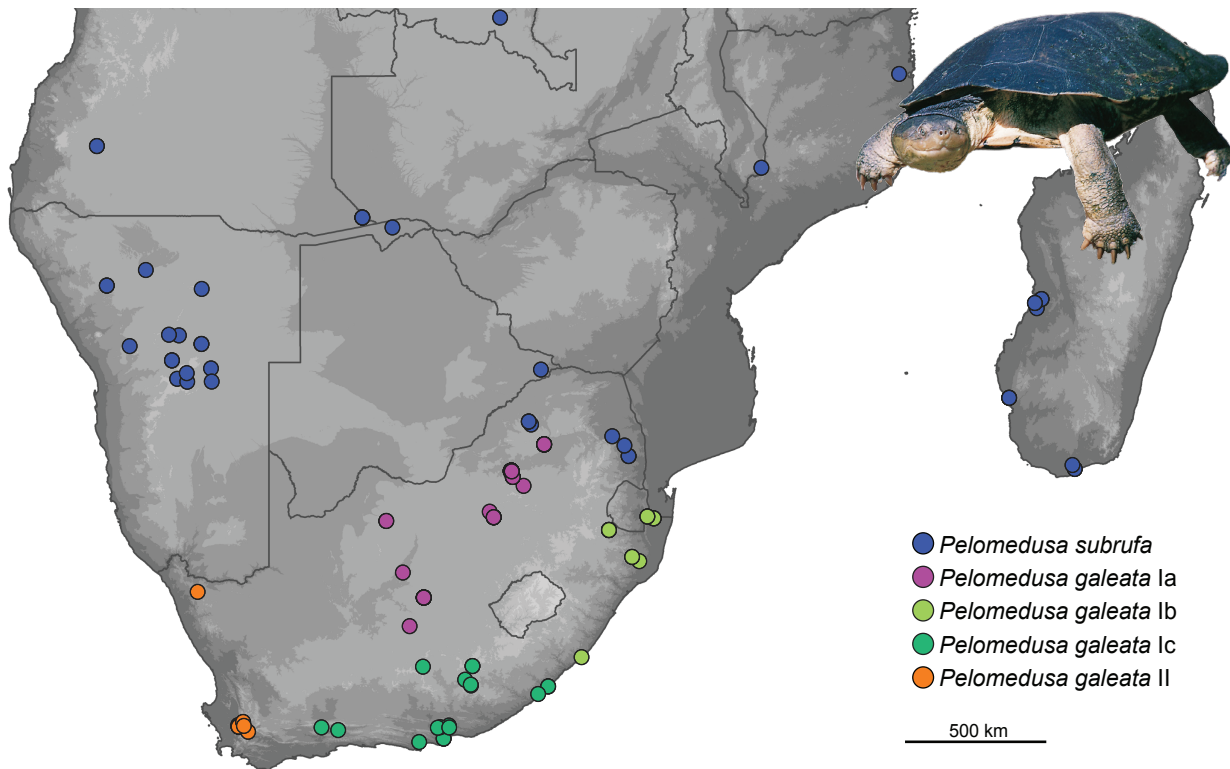 Pelomedusa subrufa
Pelomedusa galeata Ia
Pelomedusa galeata Ib
Pelomedusa galeata Ic
Pelomedusa galeata II
500 km